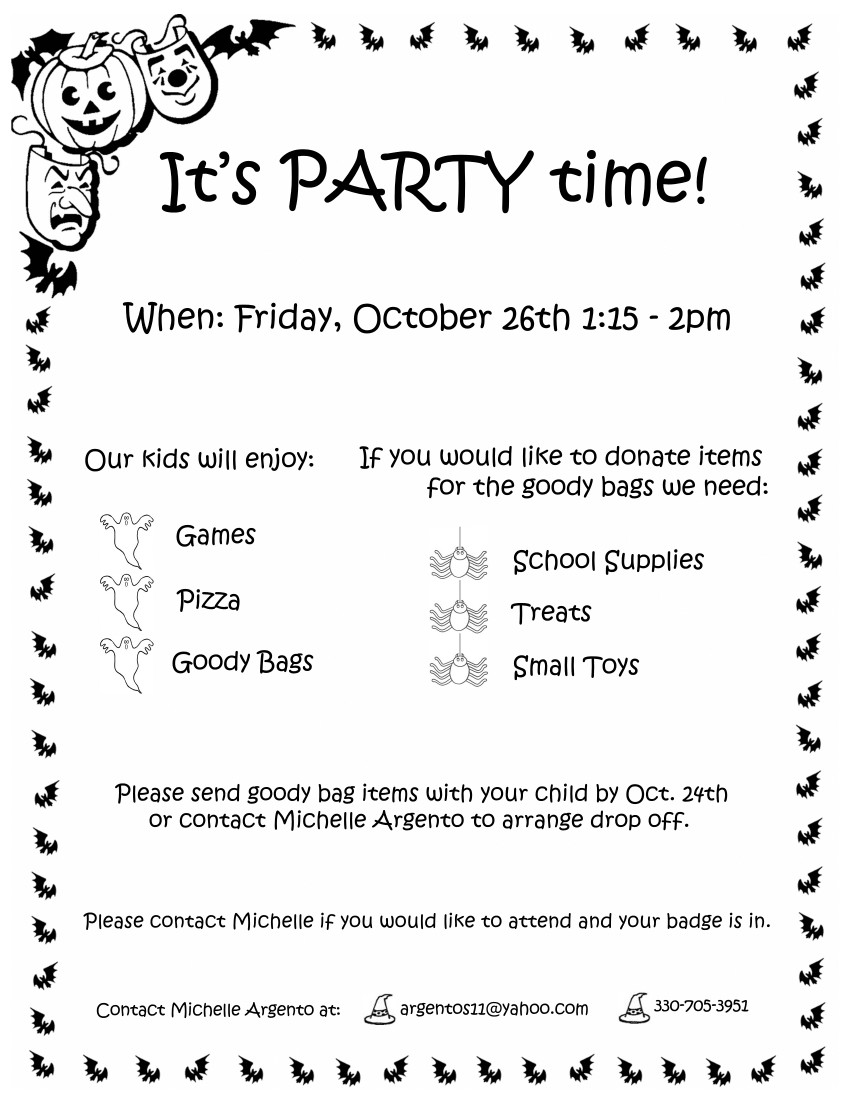 It's PARTY time!
When: Friday, October 26th 1:15 - 2pm
Our kids will enjoy:
Games
Pizza
Goody Bags
If you would like to donate items
for the goody bags we need:
School Supplies
Treats
Small Toys
Please send goody bag items with your child by Oct. 24th
or contact Michelle Argento to arrange drop off.
Please contact Michelle if you would like to attend and your badge is in.
Contact Michelle Argento at: argentos11@yahoo.com 330-705-3951